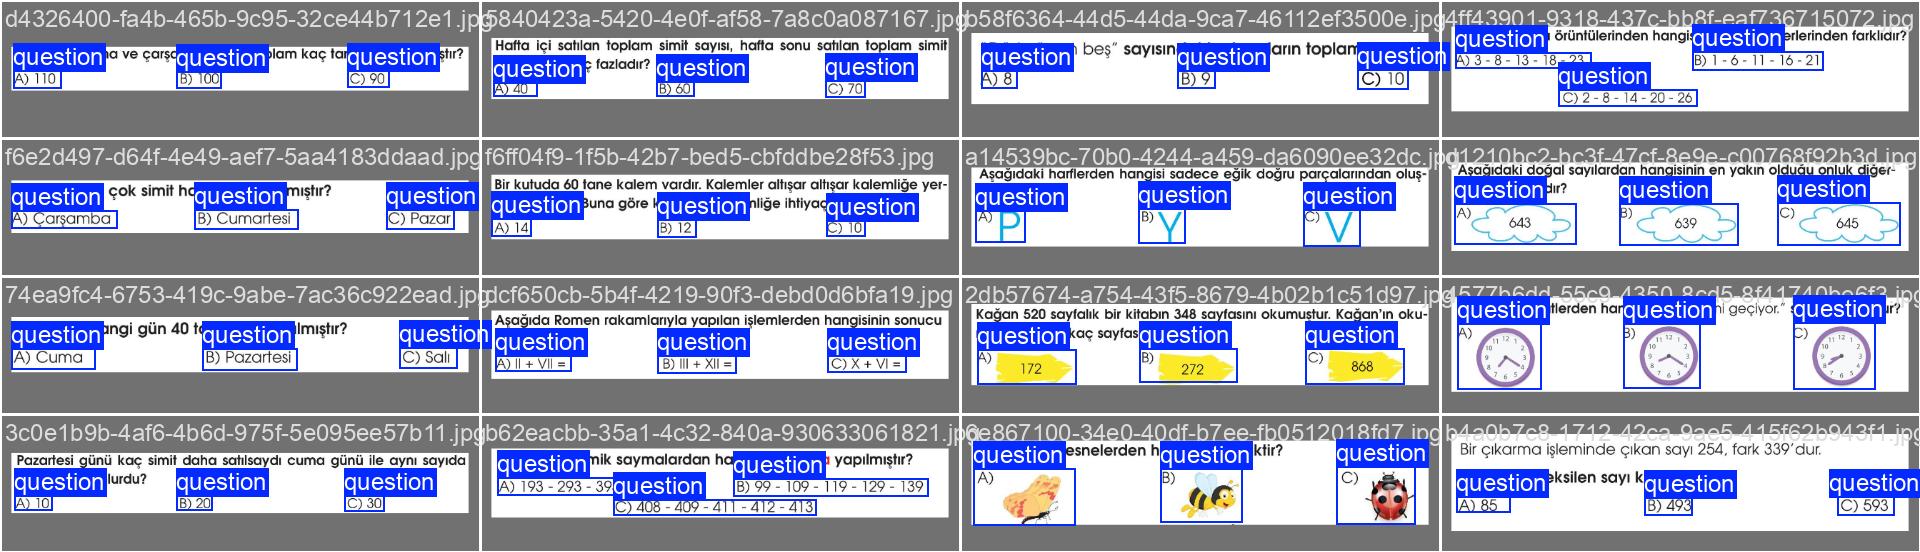 d4326400-fa4b-465b-9c95-32ce44b712e1.jpg
question question question
ve plam kaç
A) 110 B) 100 C) 90
5840423a-5420-4e0f-af58-7a8c0a087167.jpg
Hafta içi satılan toplam simit sayısı, hafta sonu satılan toplam simit
question ç fazladır? question question
A) 40 B) 60 C) 70
b58f6364-44d5-44da-9ca7-46112ef3500e.jpg
beş” sayısın ların toplam
question question question
A) 8 B) 9 C) 10
4ff43901-9318-437c-bb8f-eaf736715072.jpg
question örüntülerinden hangis question erlerinden farklıdır?
A) 3 - 8 - 13 - 18 - 23 B) 1 - 6 - 11 - 16 - 21
question
C) 2 - 8 - 14 - 20 - 26
f6e2d497-d64f-4e49-aef7-5aa4183ddaad.jpg
question çok simit question mıştır? question
A) Çarşamba B) Cumartesi C) Pazar
f6ff04f9-1f5b-42b7-bed5-cbfddbe28f53.jpg
Bir kutuda 60 tane kalem vardır. Kalemler altışar altışar kalemliğe yer-
question Buna göre k question nliğe ihtiyaç question
A) 14 B) 12 C) 10
a14539bc-70b0-4244-a459-da6090ee32dc.jpg
Aşağıdaki harflerden hangisi sadece eğik doğru parçalarından oluş-
question question question
A) P B) Y C) V
d1210bc2-bc3f-47cf-8e9e-c00768f92b3d.jpg
Aşağıdaki doğal sayılardan hangisinin en yakın olduğu onluk diğer-
question dır? question question
A) 643 B) 639 C) 645
74ea9fc4-6753-419c-9abe-7ac36c922ead.jpg
question angi gün 40 question ılmıştır? question
A) Cuma B) Pazartesi C) Salı
dcf650cb-5b4f-4219-90f3-debd0d6bfa19.jpg
Aşağıda Romen rakamlarıyla yapılan işlemlerden hangisinin sonucu
question question question
A) II + VII = B) III + XII = C) X + VI =
2db57674-a754-43f5-8679-4b02b1c51d97.jpg
Kağan 520 sayfalık bir kitabın 348 sayfasını okumuştur. Kağan’ın oku-
question kaç sayfas question question
A) 172 B) 272 C) 868
4577b6dd-55c9-4350-8cd5-8f41740be6f3.jpg
question tlerden han question geçiyor.” question
A) B) C)
3c0e1b9b-4af6-4b6d-975f-5e095ee57b11.jpg
Pazartesi günü kaç simit daha satılsaydı cuma günü ile aynı sayıda
question lurdu? question question
A) 10 B) 20 C) 30
b62eacbb-35a1-4c32-840a-930633061821.jpg
question mik saymalardan ha question yapılmıştır?
A) 193 - 293 - 39 question B) 99 - 109 - 119 - 129 - 139
C) 408 - 409 - 411 - 412 - 413
6e867100-34e0-40df-b7ee-fb0512018fd7.jpg
question esnelerden h question ktir? question
A) B) C)
b4a0b7c8-1712-42ca-9ae5-415f62b943f1.jpg
Bir çıkarma işleminde çıkan sayı 254, fark 339’dur.
question eksilen sayı k question question
A) 85 B) 493 C) 593